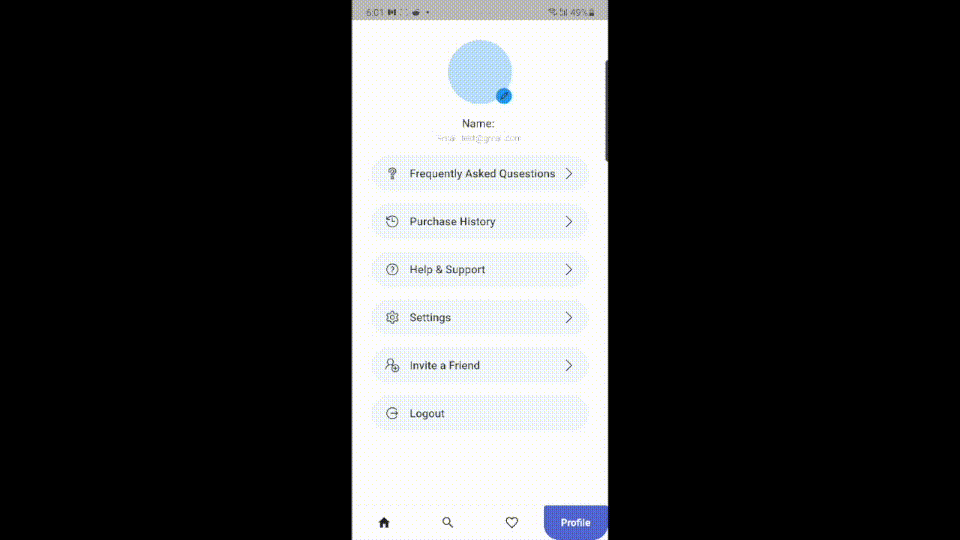 6:01
49%
Name:
Email: test@gmail.com
Frequently Asked Qusestions
Purchase History
Help & Support
Settings
Invite a Friend
Logout
Profile